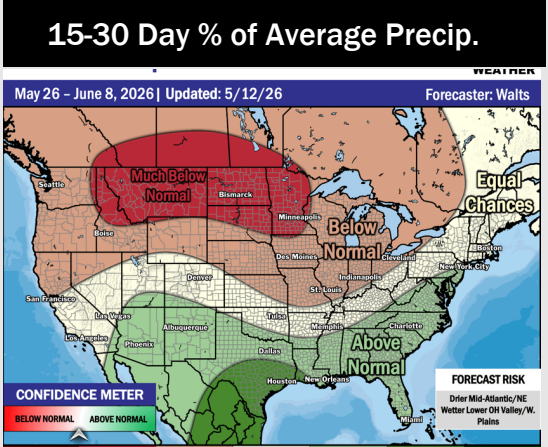 15-30 Day % of Average Precip.
WEATHER
May 26 – June 8, 2026| Updated: 5/12/26
Forecaster: Walts
Seattle
Much Below
Normal
Bismarck
Equal
Chances
Minneapolis
Boise
Below
Normal
Boston
Des Moines
Cleveland
New York City
Denver
Indianapolis
St. Louis
San Francisco
Las Vegas
Tulsa
Memphis
Charlotte
Los Angeles
Albuquerque
Phoenix
Above
Normal
Dallas
Houston
New Orleans
Miami
CONFIDENCE METER
BELOW NORMAL
ABOVE NORMAL
FORECAST RISK
Drier Mid-Atlantic/NE
Wetter Lower OH Valley/W.
Plains